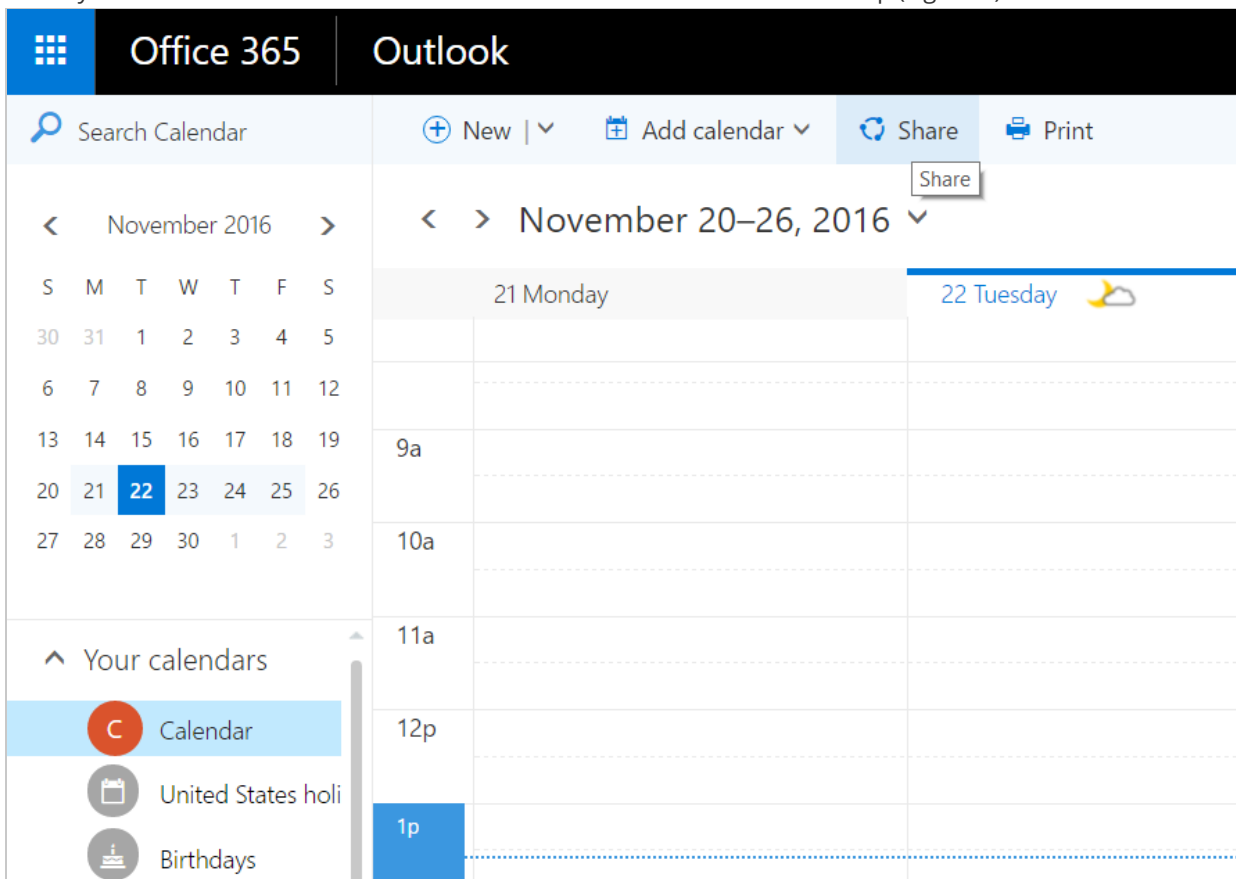 Office 365
Outlook
Search Calendar
New | Add calendar Share Print
Share
November 2016
November 20–26, 2016
S M T W T F S
30 31 1 2 3 4 5
6 7 8 9 10 11 12
13 14 15 16 17 18 19
20 21 22 23 24 25 26
27 28 29 30 1 2 3
21 Monday
22 Tuesday
9a
10a
11a
12p
1p
Your calendars
C Calendar
United States holi
Birthdays